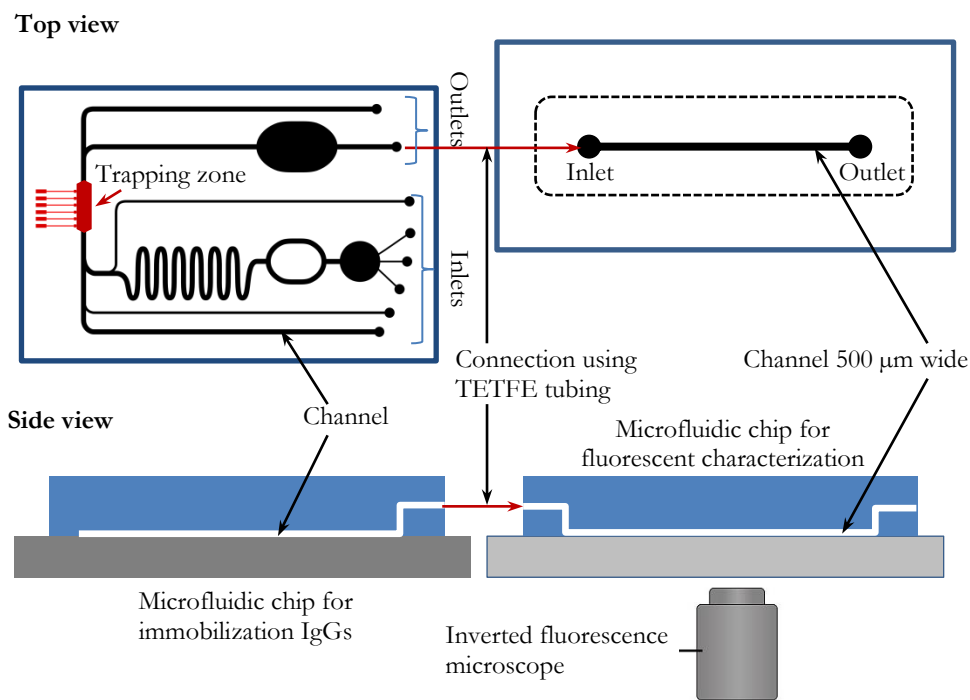 Top view
Outlets
Trapping zone
Inlets
Inlet
Outlet
Connection using
TETFE tubing
Channel 500 µm wide
Channel
Side view
Microfluidic chip for
fluorescent characterization
Microfluidic chip for
immobilization IgGs
Inverted fluorescence
microscope